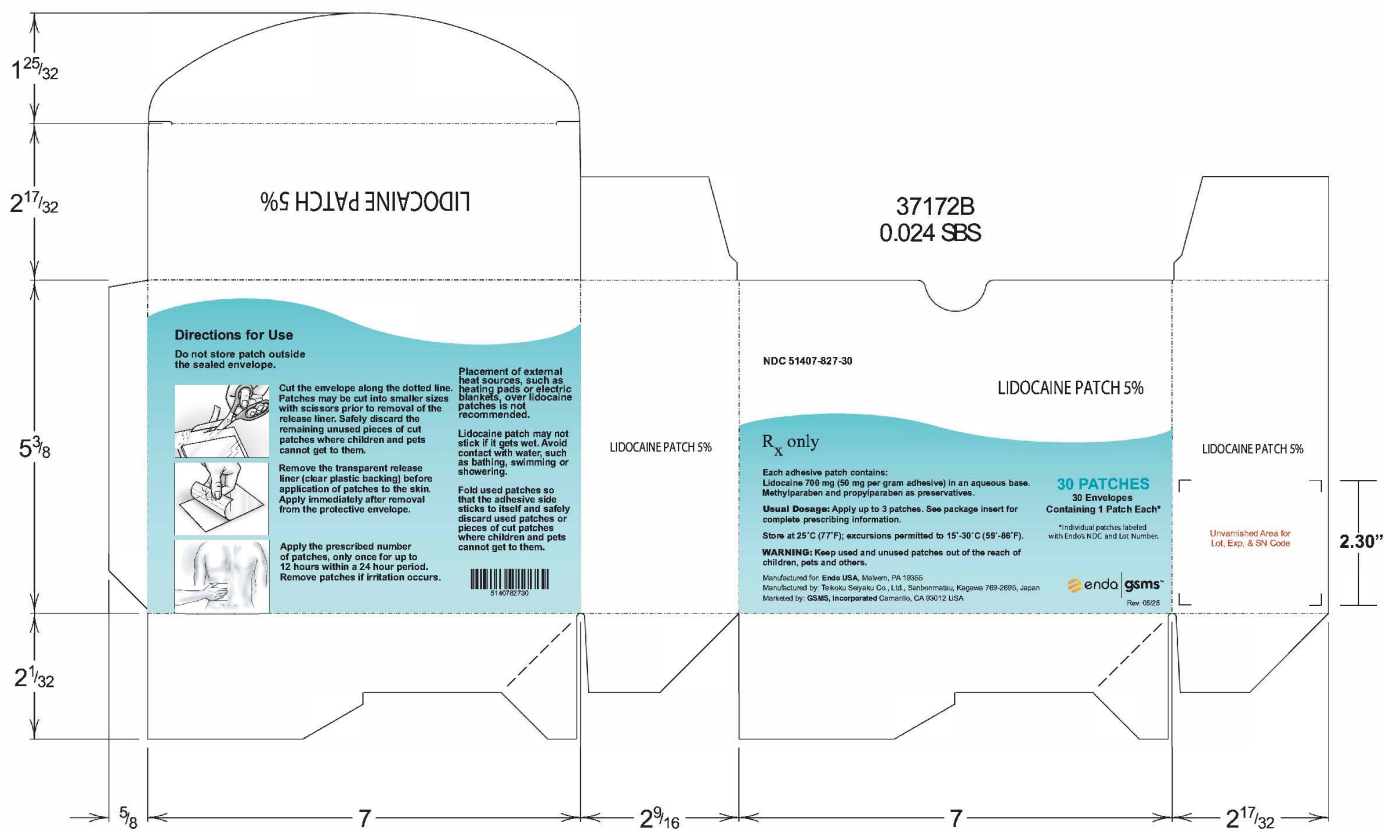 1 25/32
2 17/32
5 3/8
2 1/32
LIDOCAINE PATCH 5%
37172B
0.024 SBS
Directions for Use
Do not store patch outside
the sealed envelope.
Cut the envelope along the dotted line.
Patches may be cut into smaller sizes
with scissors prior to removal of the
release liner. Safely discard the
remaining unused pieces of cut
patches where children and pets
cannot get to them.
Remove the transparent release
liner (clear plastic backing) before
application of patches to the skin.
Apply immediately after removal
from the protective envelope.
Apply the prescribed number
of patches, only once for up to
12 hours within a 24 hour period.
Remove patches if irritation occurs.
Placement of external
heat sources, such as
heating pads or electric
blankets, over lidocaine
patches is not
recommended.
Lidocaine patch may not
stick if it gets wet. Avoid
contact with water, such
as bathing, swimming or
showering.
Fold used patches so
that the adhesive side
sticks to itself and safely
discard used patches or
pieces of cut patches
where children and pets
cannot get to them.
5140782730
LIDOCAINE PATCH 5%
NDC 51407-827-30
LIDOCAINE PATCH 5%
Rx only
Each adhesive patch contains:
Lidocaine 700 mg (50 mg per gram adhesive) in an aqueous base.
Methylparaben and propylparaben as preservatives.
Usual Dosage: Apply up to 3 patches. See package insert for
complete prescribing information.
Store at 25˚C (77˚F); excursions permitted to 15˚-30˚C (59˚-86˚F).
WARNING: Keep used and unused patches out of the reach of
children, pets and others.
Manufactured for: Endo USA, Malvern, PA 19355
Manufactured by: Teikoku Seiyaku Co., Ltd., Sanbonmatsu, Kagawa 769-2695, Japan
Marketed by: GSMS, Incorporated Camarillo, CA 93012 USA
30 PATCHES
30 Envelopes
Containing 1 Patch Each*
*Individual patches labeled
with Endo's NDC and Lot Number.
endo gsms™
Rev. 05/25
LIDOCAINE PATCH 5%
Unvarnished Area for
Lot, Exp, & SN Code
2.30"
5/8
7
2 9/16
7
2 17/32